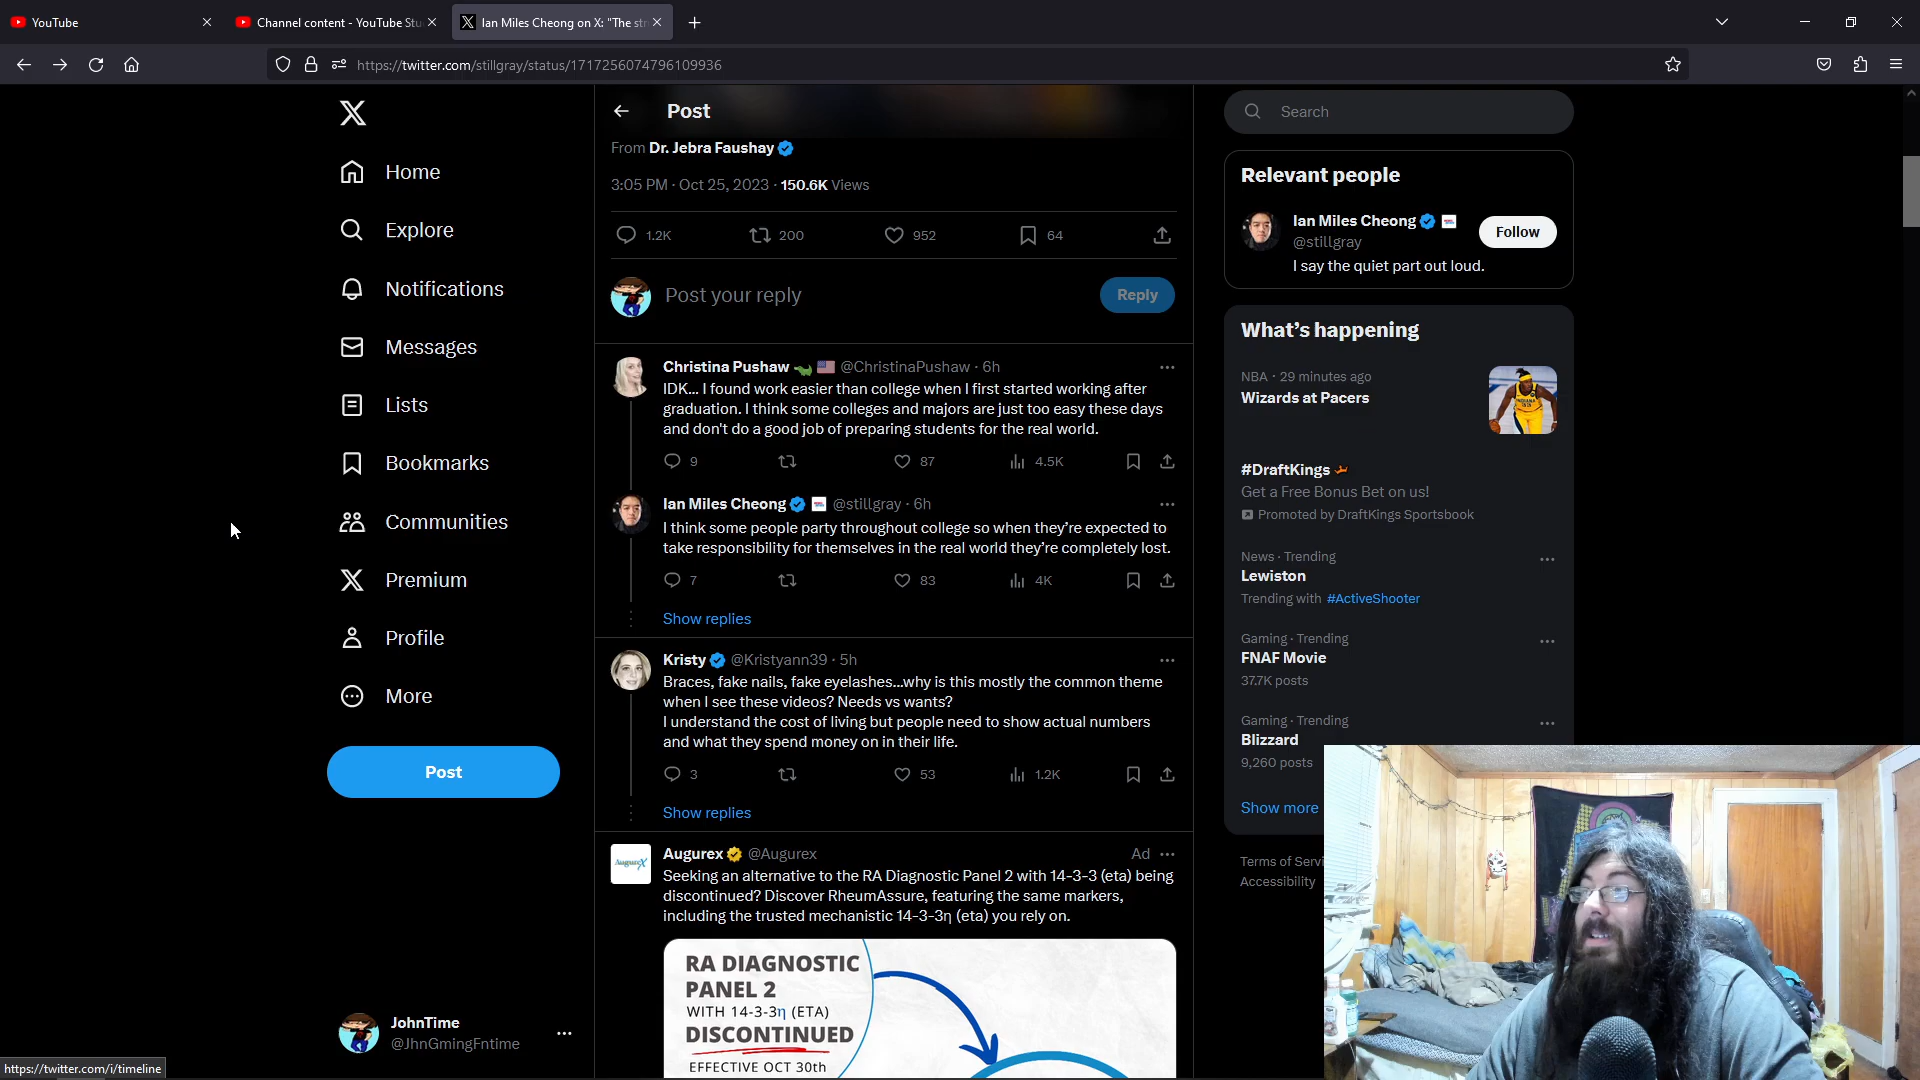 YouTube
Channel content - YouTube Stu
Ian Miles Cheong on X: "The str
https://twitter.com/stillgray/status/1717256074796109936
Home
Explore
Notifications
Messages
Lists
Bookmarks
Communities
Premium
Profile
More
Post
JohnTime
@JhnGmingFntime
https://twitter.com/i/timeline
Post
From Dr. Jebra Faushay
3:05 PM · Oct 25, 2023 · 150.6K Views
1.2K 200 952 64
Post your reply
Reply
Christina Pushaw @ChristinaPushaw · 6h
IDK... I found work easier than college when I first started working after
graduation. I think some colleges and majors are just too easy these days
and don't do a good job of preparing students for the real world.
9 87 4.5K
Ian Miles Cheong @stillgray · 6h
I think some people party throughout college so when they're expected to
take responsibility for themselves in the real world they're completely lost.
7 83 4K
Show replies
Kristy @Kristyann39 · 5h
Braces, fake nails, fake eyelashes...why is this mostly the common theme
when I see these videos? Needs vs wants?
I understand the cost of living but people need to show actual numbers
and what they spend money on in their life.
3 53 1.2K
Show replies
AugureX
Augurex @Augurex Ad
Seeking an alternative to the RA Diagnostic Panel 2 with 14-3-3 (eta) being
discontinued? Discover RheumAssure, featuring the same markers,
including the trusted mechanistic 14-3-3η (eta) you rely on.
RA DIAGNOSTIC
PANEL 2
WITH 14-3-3η (ETA)
DISCONTINUED
EFFECTIVE OCT 30th
Search
Relevant people
Ian Miles Cheong
@stillgray
Follow
I say the quiet part out loud.
What's happening
NBA · 29 minutes ago
Wizards at Pacers
#DraftKings
Get a Free Bonus Bet on us!
Promoted by DraftKings Sportsbook
News · Trending
Lewiston
Trending with #ActiveShooter
Gaming · Trending
FNAF Movie
37.7K posts
Gaming · Trending
Blizzard
9,260 posts
Show more
Terms of Servi
Accessibility